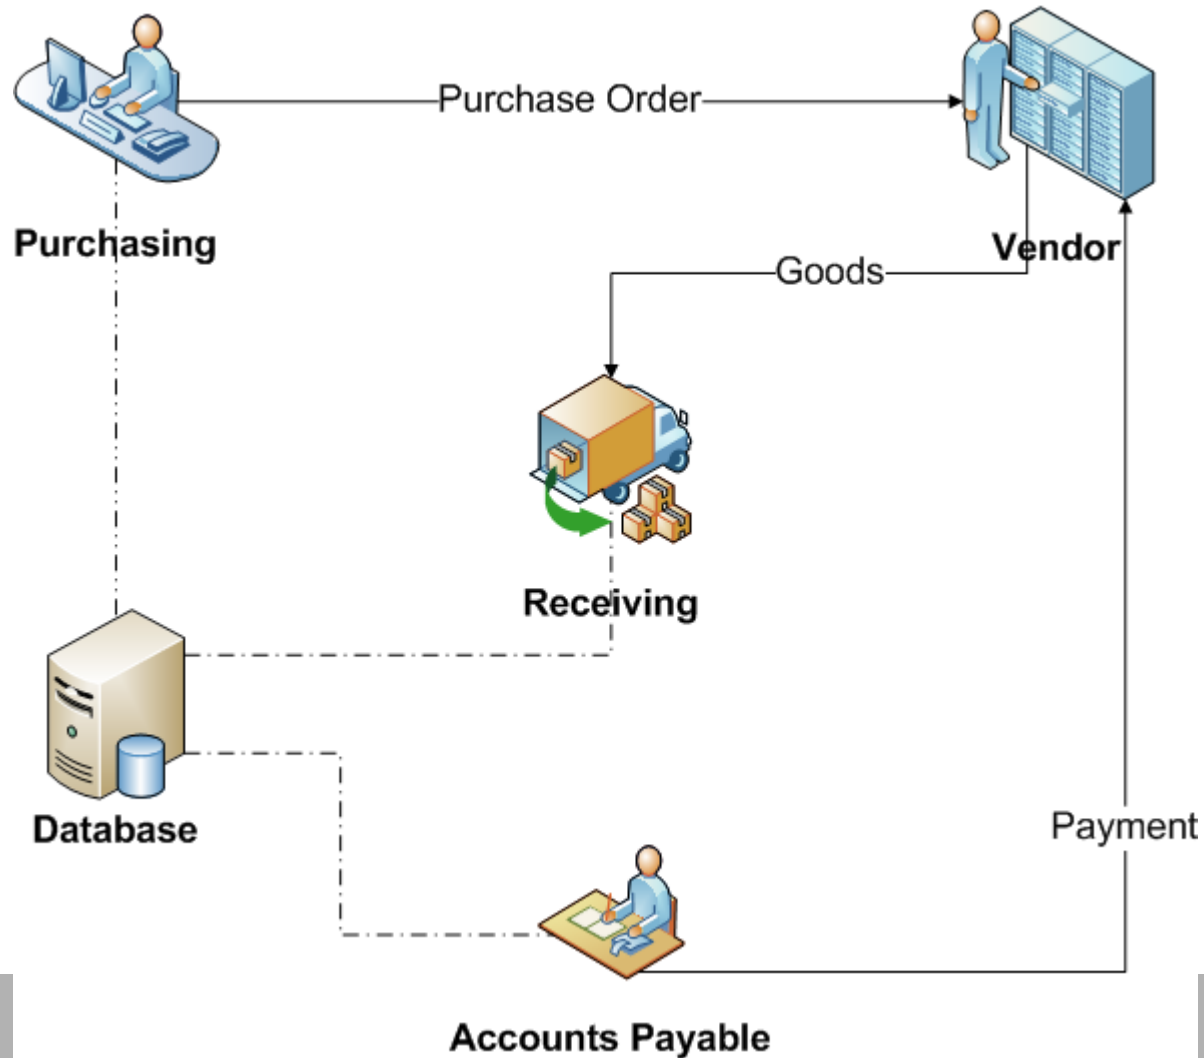 Purchase Order
Purchasing
Vendor
Goods
Receiving
Database
Payment
Accounts Payable